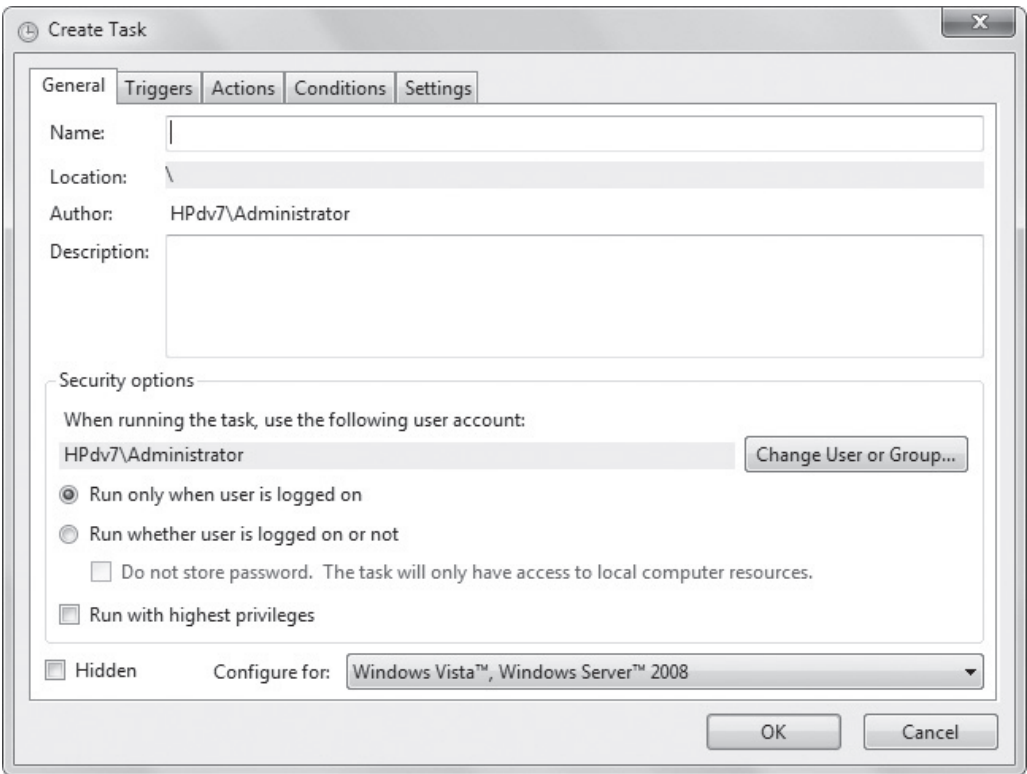 Create Task
General Triggers Actions Conditions Settings
Name:
Location: \
Author: HPdv7\Administrator
Description:
Security options
When running the task, use the following user account:
HPdv7\Administrator Change User or Group...
Run only when user is logged on
Run whether user is logged on or not
Do not store password. The task will only have access to local computer resources.
Run with highest privileges
Hidden Configure for: Windows Vista™, Windows Server™ 2008
OK Cancel